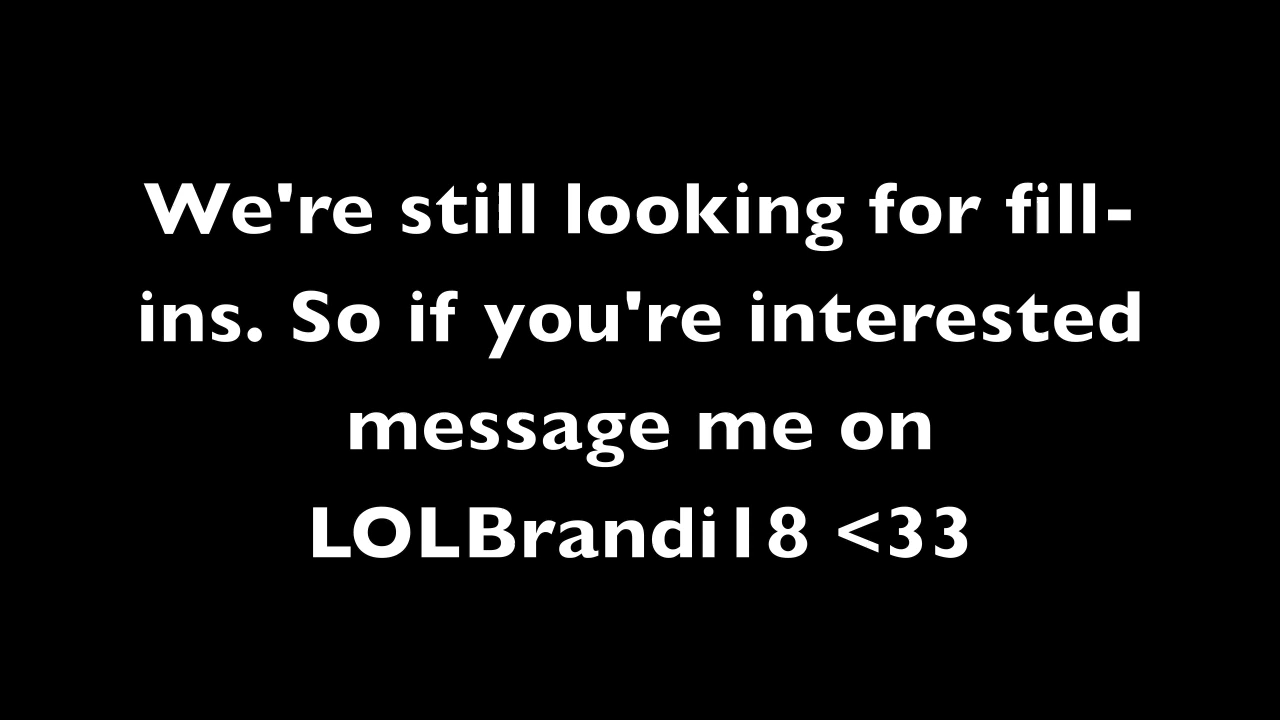 We're still looking for fill-
ins. So if you're interested
message me on
LOLBrandi18 <33